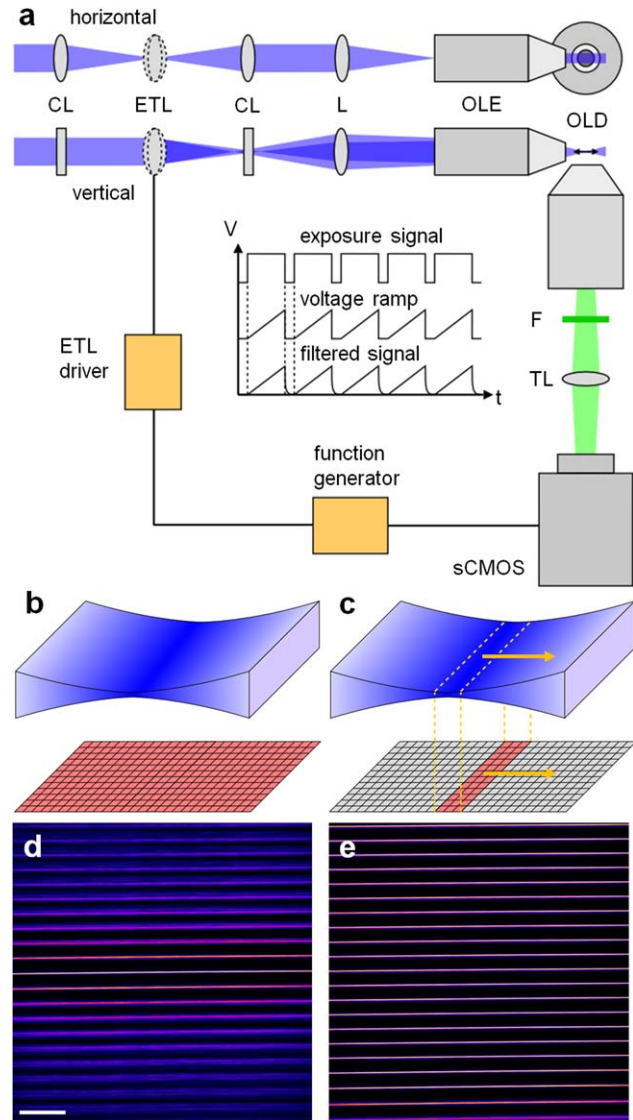 a
horizontal
CL ETL CL L OLE
OLD
vertical
V
exposure signal
voltage ramp
filtered signal
t
ETL
driver
F
TL
function
generator
sCMOS
b
c
d
e